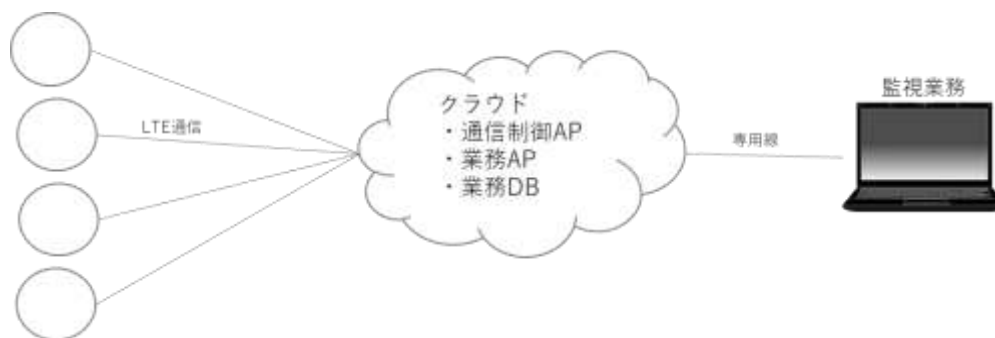 LTE通信
クラウド
・通信制御AP
・業務AP
・業務DB
専用線
監視業務